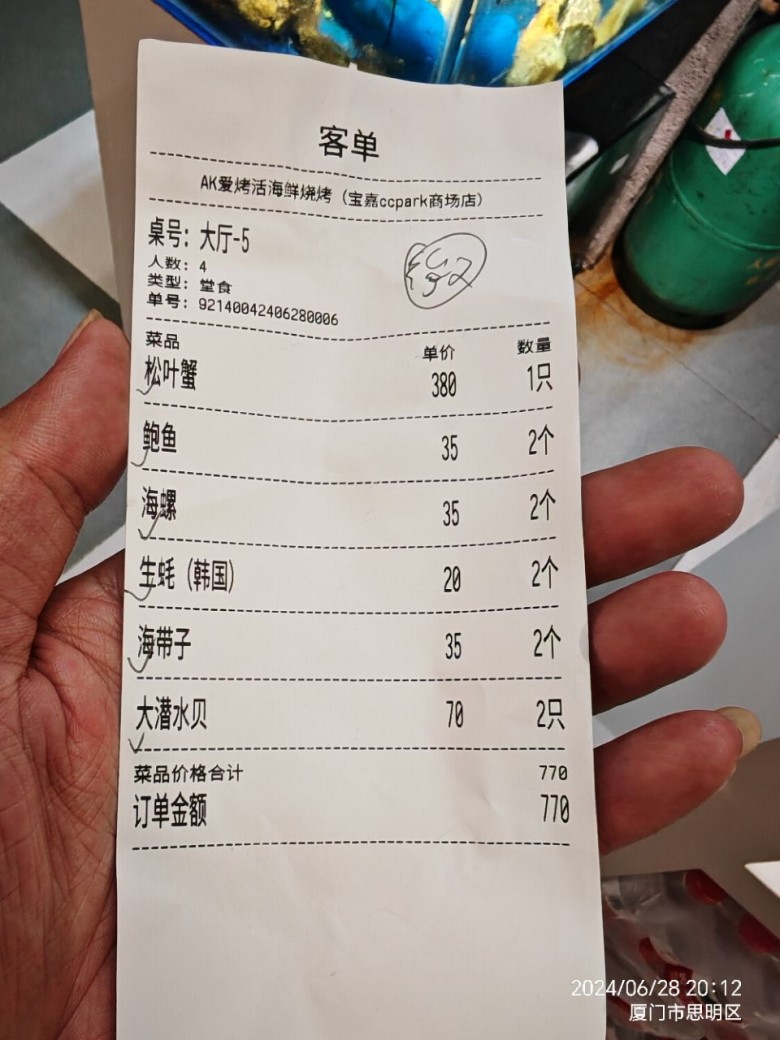 客单
AK爱烤活海鲜烧烤（宝嘉ccpark商场店）
桌号：大厅-5
人数：4
类型：堂食
单号：92140042406280006
菜品 单价 数量
松叶蟹 380 1只
鲍鱼 35 2个
海螺 35 2个
生蚝（韩国） 20 2个
海带子 35 2个
大潜水贝 70 2只
菜品价格合计 770
订单金额 770
2024/06/28 20:12
厦门市思明区